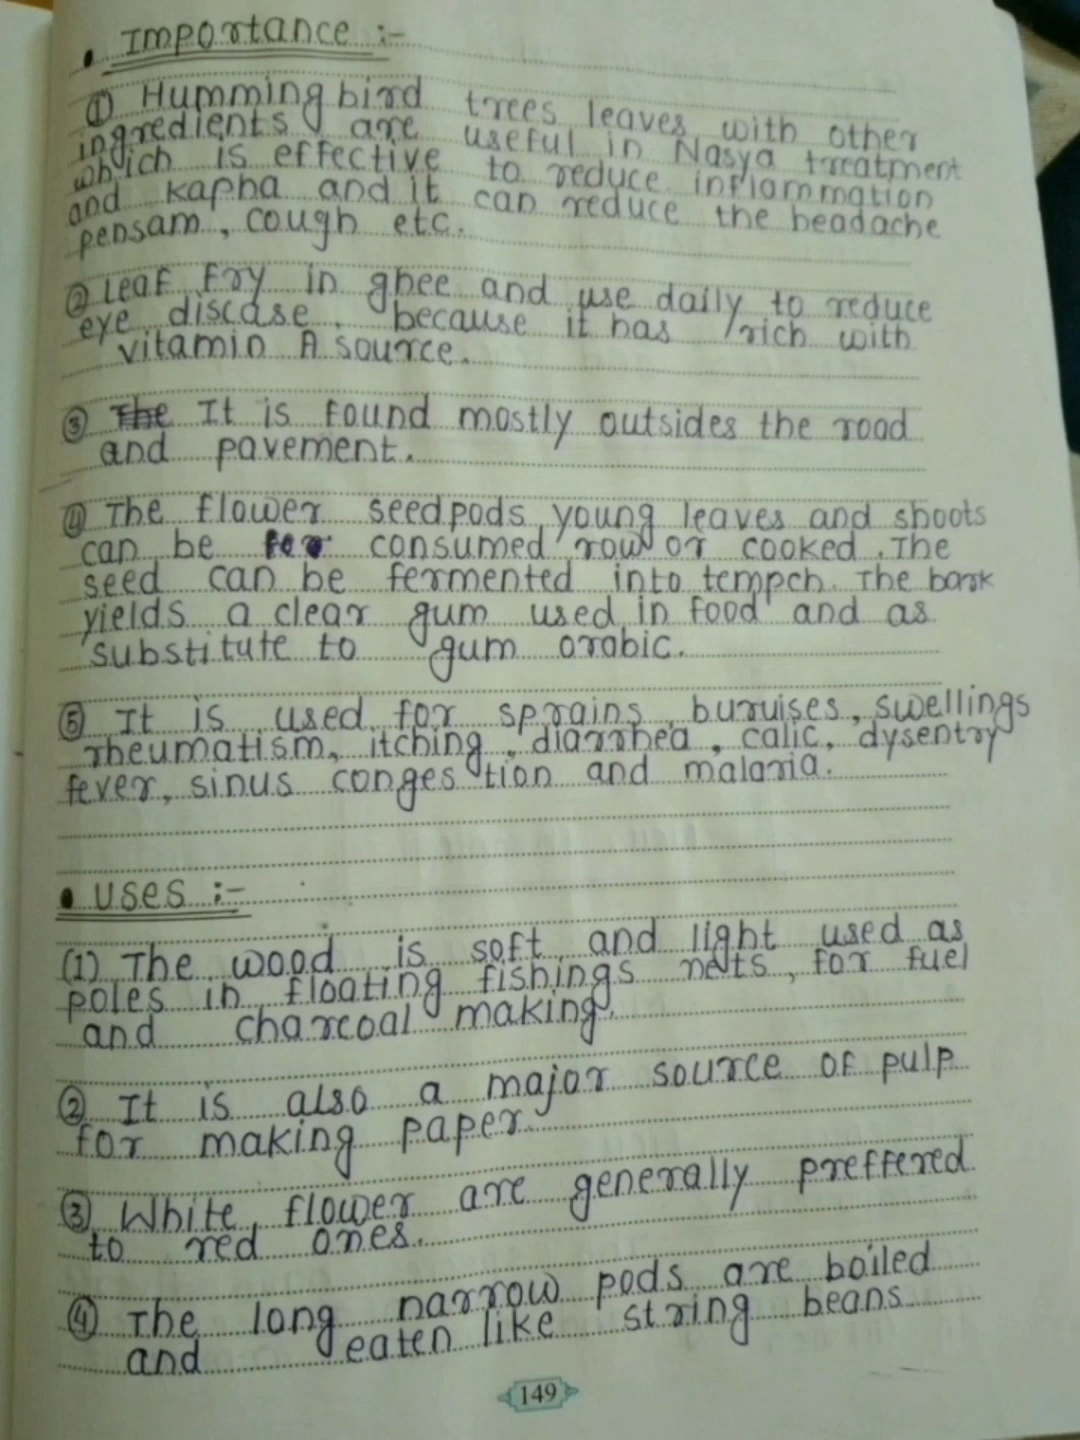 • Importance :-
① Humming bird trees leaves with other
ingredients are useful in Nasya treatment
which is effective to reduce inflammation
and kapha and it can reduce the headache
pensam, cough etc.
② Leaf Fry in ghee and use daily to reduce
eye disease, because it has rich with
vitamin A source.
③ The It is found mostly outsides the road
and pavement.
④ The flower seedpods, young leaves and shoots
can be consumed row or cooked. The
seed can be fermented into tempch. The bark
yields a clear gum used in food and as
substitute to gum arabic.
⑤ It is used for sprains, buruises, swellings
rheumatism, itching, diarrhea, calic, dysentry
fever, sinus congestion and malaria.
• Uses :-
(1) The wood is soft and light used as
poles in floating fishings nets, for fuel
and charcoal making.
② It is also a major source of pulp
for making paper.
③ White, flower are generally preffered
to red ones.
④ The long narrow pods are boiled
and eaten like string beans
149